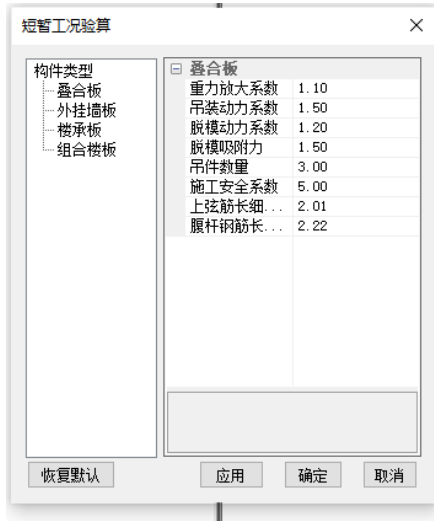 短暂工况验算
构件类型
叠合板
外挂墙板
楼承板
组合楼板
叠合板
重力放大系数 1.10
吊装动力系数 1.50
脱模动力系数 1.20
脱模吸附力 1.50
吊件数量 3.00
施工安全系数 5.00
上弦筋长细... 2.01
腹杆钢筋长... 2.22
恢复默认 应用 确定 取消